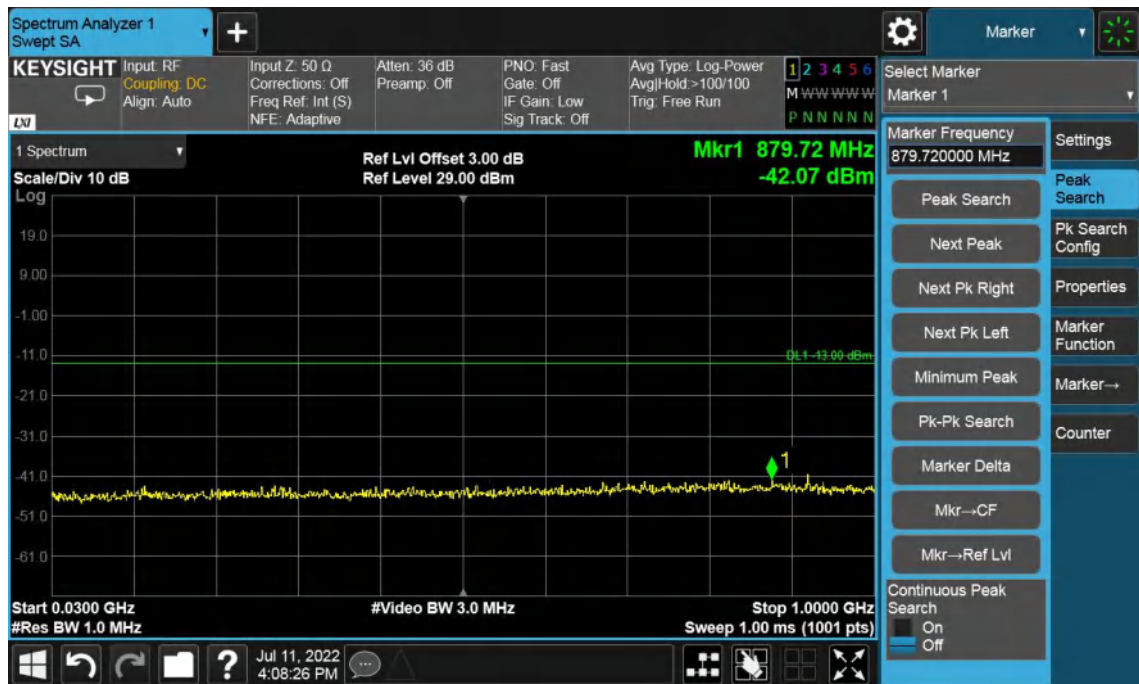 Spectrum Analyzer 1
Swept SA
+
Marker
KEYSIGHT
LXI
Input: RF
Coupling: DC
Align: Auto
Input Z: 50 Ω
Corrections: Off
Freq Ref: Int (S)
NFE: Adaptive
Atten: 36 dB
Preamp: Off
PNO: Fast
Gate: Off
IF Gain: Low
Sig Track: Off
Avg Type: Log-Power
Avg|Hold:>100/100
Trig: Free Run
1 2 3 4 5 6
M W W W W W
P N N N N N
Select Marker
Marker 1
1 Spectrum
Scale/Div 10 dB
Log
Ref Lvl Offset 3.00 dB
Ref Level 29.00 dBm
Mkr1 879.72 MHz
-42.07 dBm
19.0
9.00
-1.00
-11.0
-21.0
-31.0
-41.0
-51.0
-61.0
DL1 -13.00 dBm
1
Start 0.0300 GHz
#Res BW 1.0 MHz
#Video BW 3.0 MHz
Stop 1.0000 GHz
Sweep 1.00 ms (1001 pts)
Marker Frequency
879.720000 MHz
Peak Search
Next Peak
Next Pk Right
Next Pk Left
Minimum Peak
Pk-Pk Search
Marker Delta
Mkr→CF
Mkr→Ref Lvl
Continuous Peak
Search
On
Off
Settings
Peak
Search
Pk Search
Config
Properties
Marker
Function
Marker→
Counter
?
Jul 11, 2022
4:08:26 PM